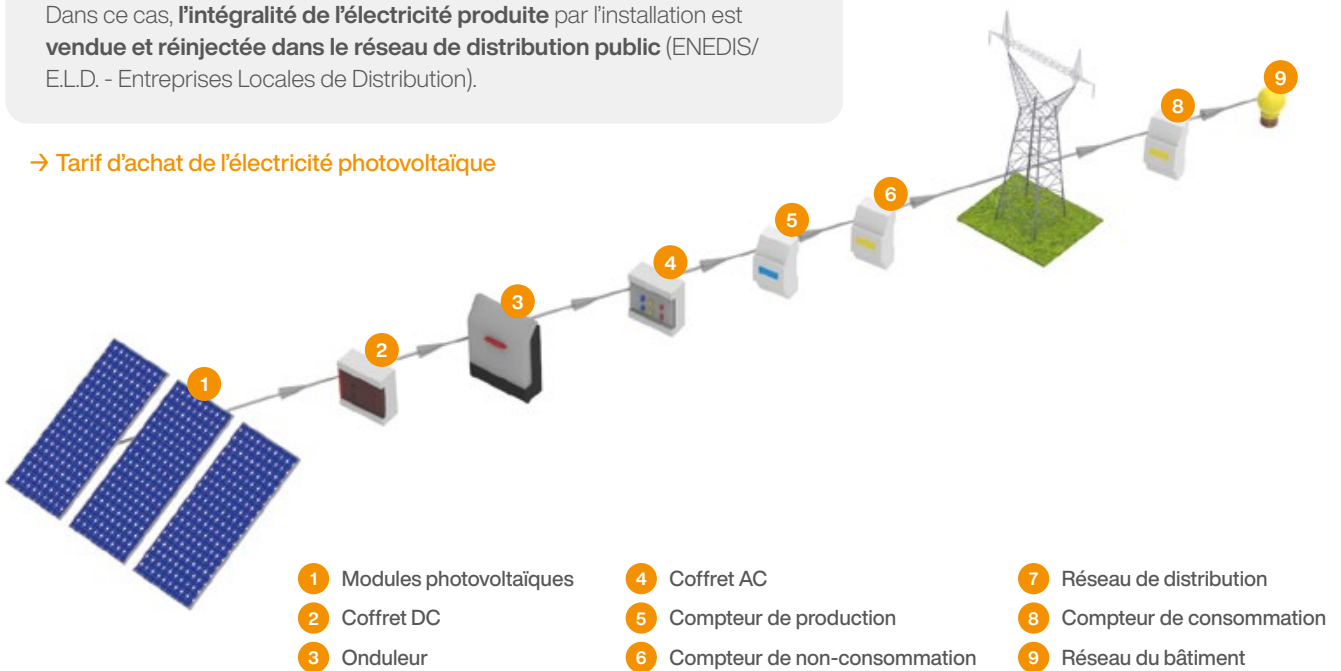 Dans ce cas, l’intégralité de l’électricité produite par l’installation est
vendue et réinjectée dans le réseau de distribution public (ENEDIS/
E.L.D. - Entreprises Locales de Distribution).
→ Tarif d’achat de l’électricité photovoltaïque
1
2
3
4
5
6
8
9
1 Modules photovoltaïques
2 Coffret DC
3 Onduleur
4 Coffret AC
5 Compteur de production
6 Compteur de non-consommation
7 Réseau de distribution
8 Compteur de consommation
9 Réseau du bâtiment